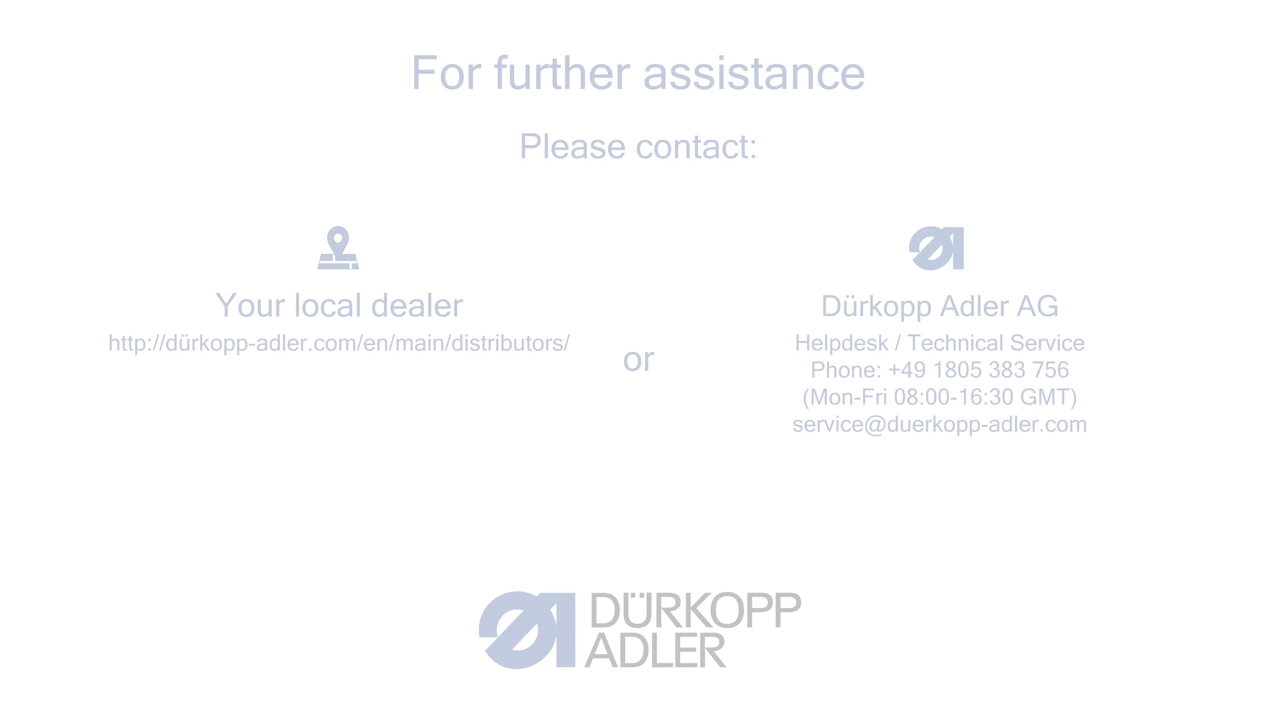 For further assistance
Please contact:
Your local dealer
http://dürkopp-adler.com/en/main/distributors/
or
Dürkopp Adler AG
Helpdesk / Technical Service
Phone: +49 1805 383 756
(Mon-Fri 08:00-16:30 GMT)
service@duerkopp-adler.com
DÜRKOPP
ADLER